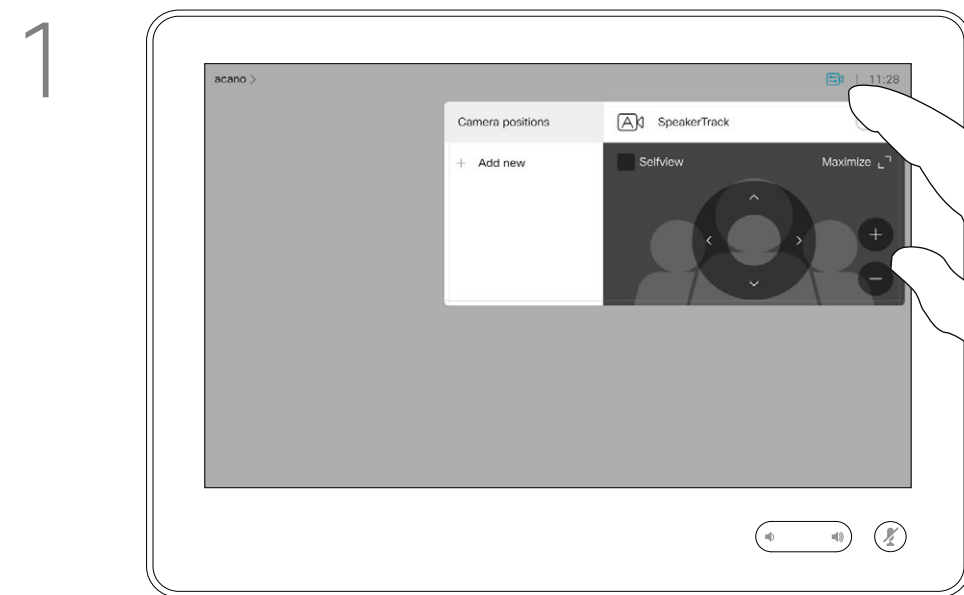 1
acano >
11:28
Camera positions
SpeakerTrack
+ Add new
Selfview
Maximize